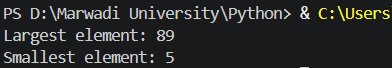 PS D:\Marwadi University\Python> & C:\Users
Largest element: 89
Smallest element: 5